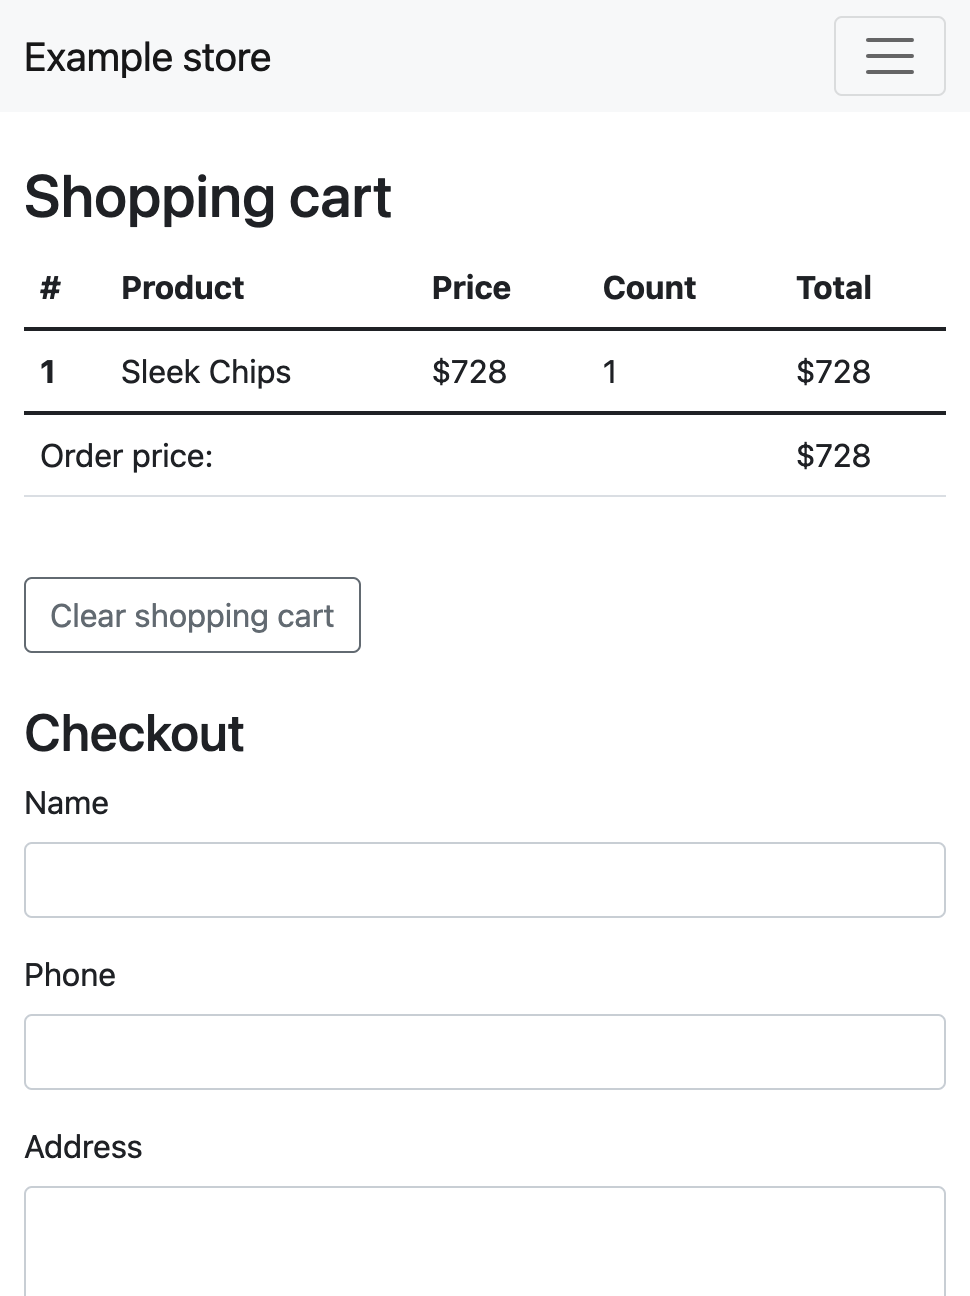 Example store
Shopping cart
# Product Price Count Total
1 Sleek Chips $728 1 $728
Order price: $728
Clear shopping cart
Checkout
Name
Phone
Address